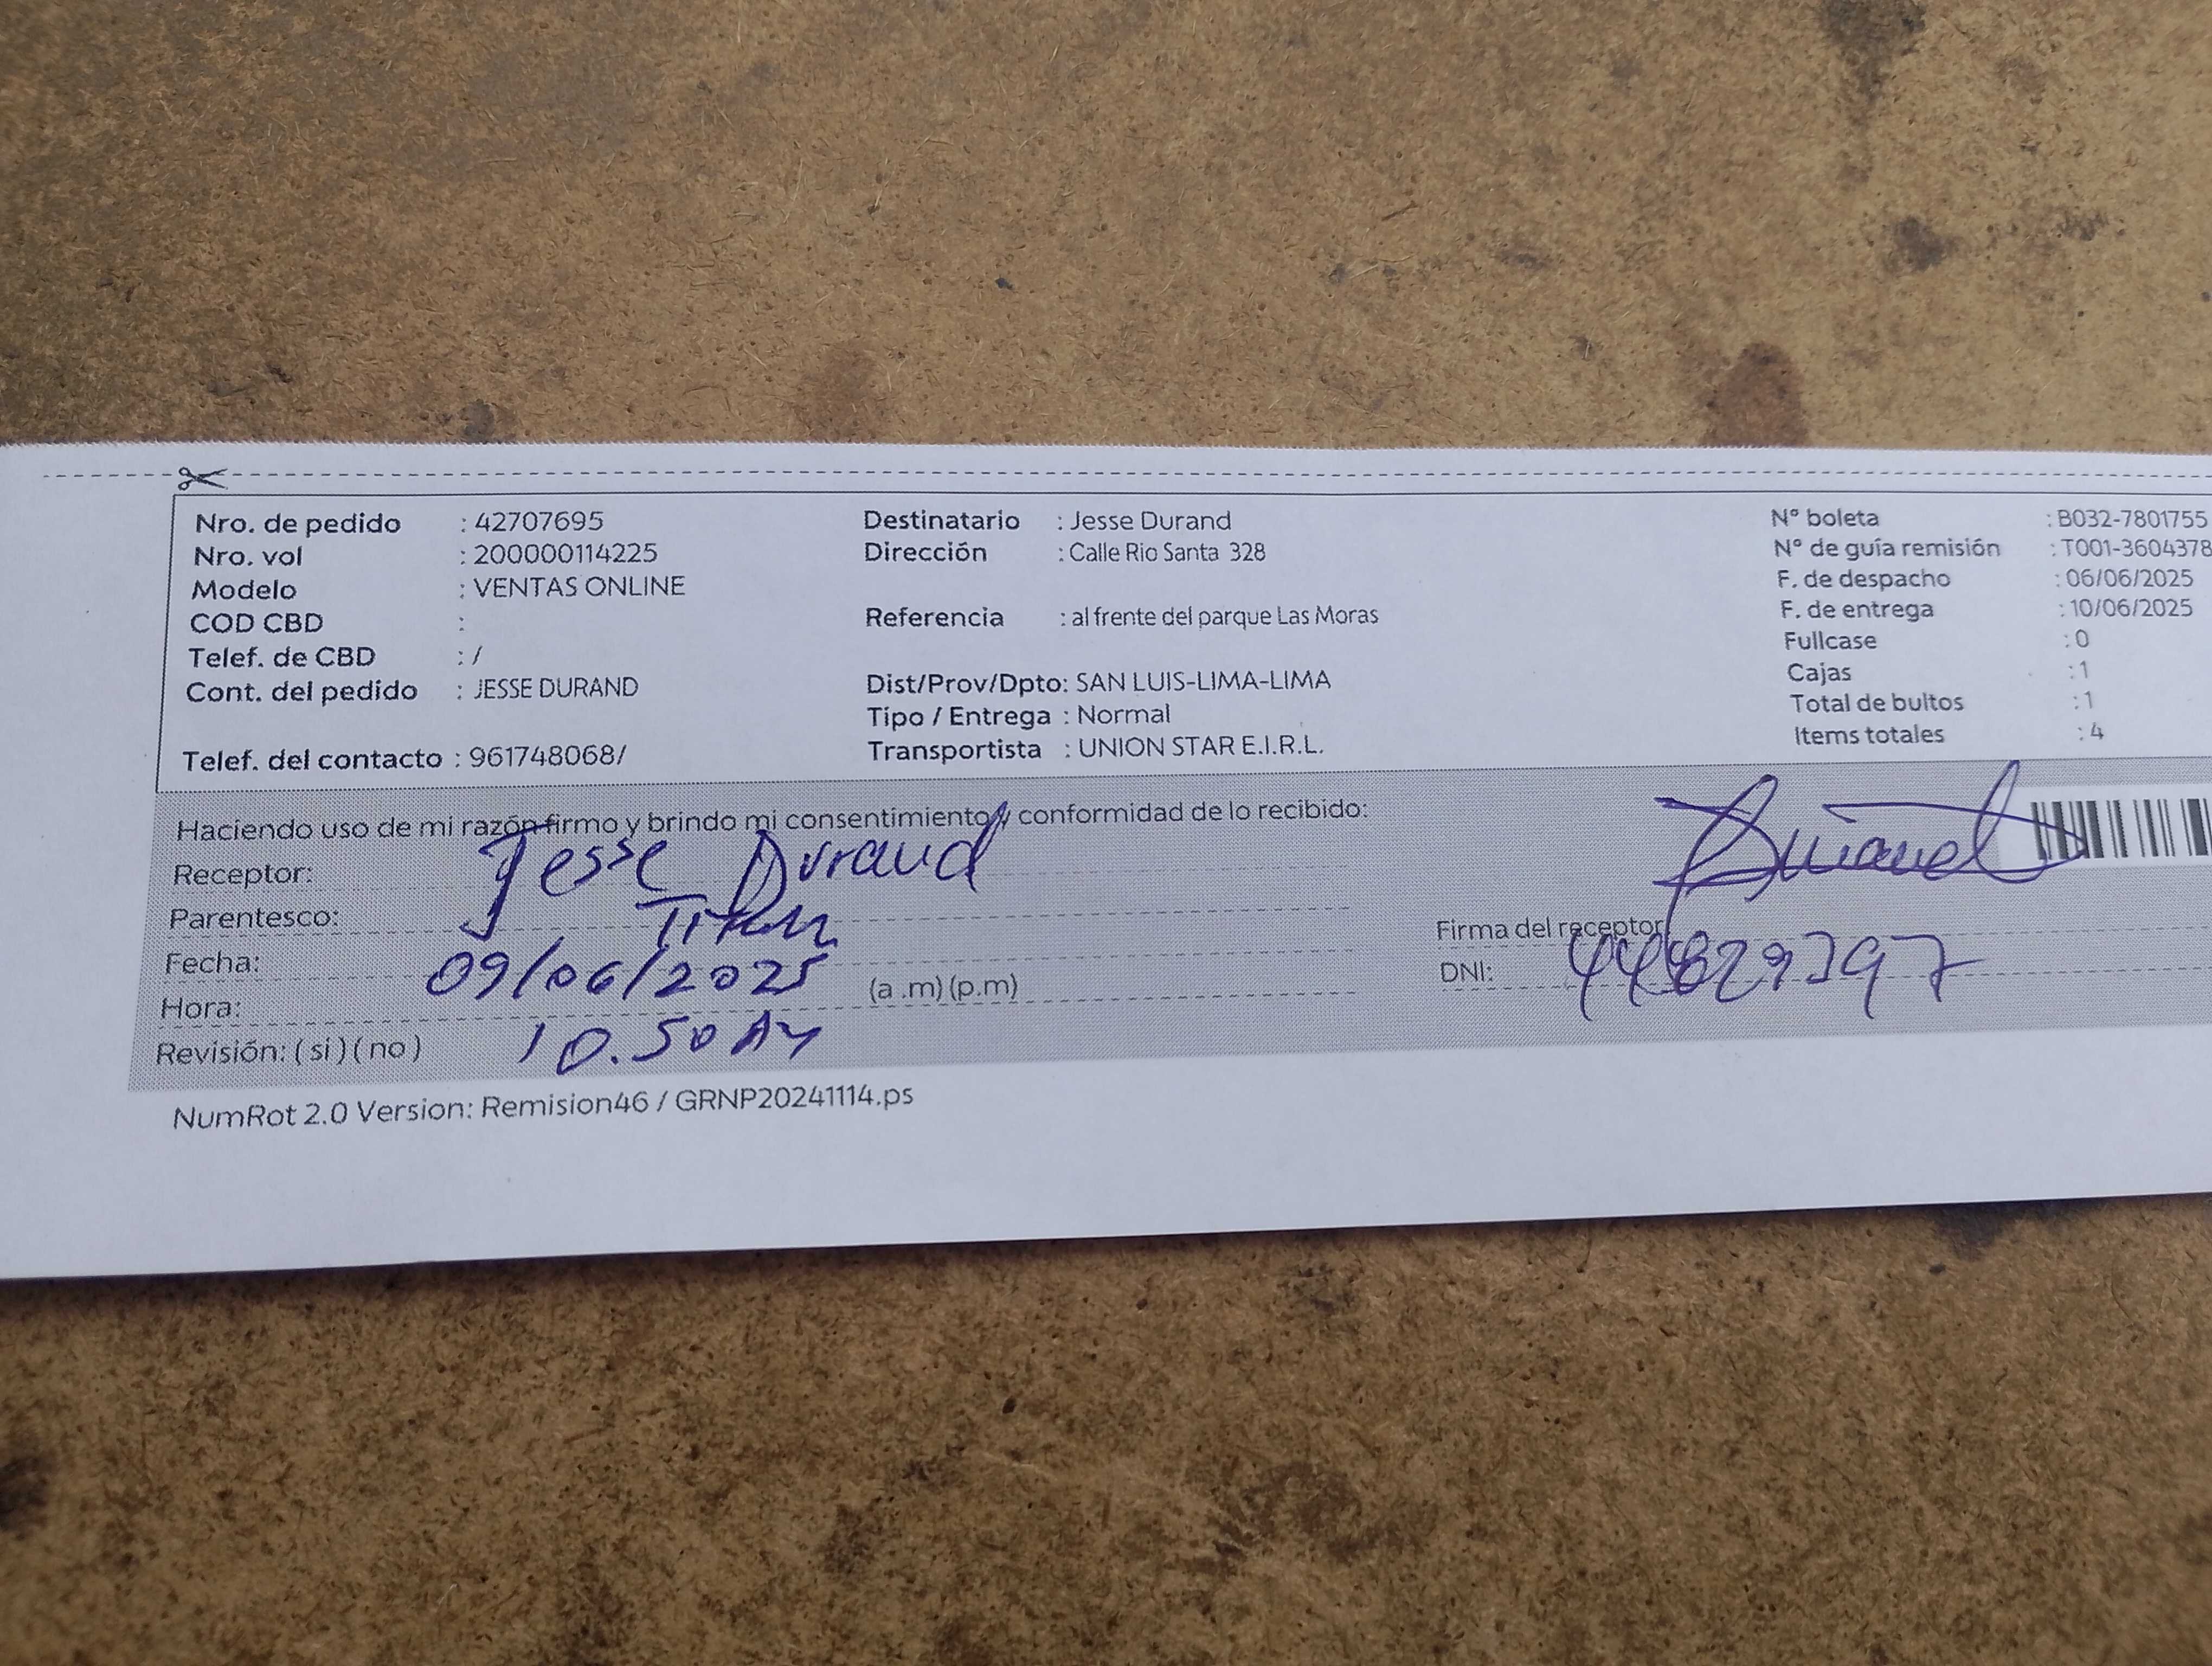 Nro. de pedido : 42707695
Nro. vol : 200000114225
Modelo : VENTAS ONLINE
COD CBD :
Telef. de CBD : /
Cont. del pedido : JESSE DURAND
Telef. del contacto : 961748068/
Destinatario : Jesse Durand
Dirección : Calle Rio Santa 328
Referencia : al frente del parque Las Moras
Dist/Prov/Dpto: SAN LUIS-LIMA-LIMA
Tipo / Entrega : Normal
Transportista : UNION STAR E.I.R.L.
N° boleta : B032-7801755
N° de guía remisión : T001-3604378
F. de despacho : 06/06/2025
F. de entrega : 10/06/2025
Fullcase : 0
Cajas : 1
Total de bultos : 1
Items totales : 4
Haciendo uso de mi razón firmo y brindo mi consentimiento y conformidad de lo recibido:
Receptor: Jesse Durand
Parentesco:
Fecha: 09/06/2025
Hora: 10.50 AM (a .m) (p.m)
Revisión: ( si ) ( no )
Firma del receptor
DNI:
NumRot 2.0 Version: Remision46 / GRNP20241114.ps